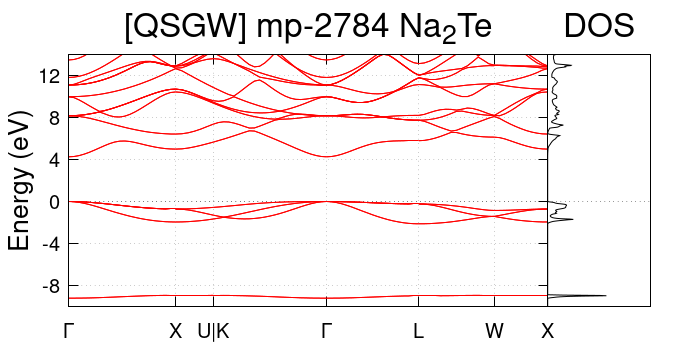 [QSGW] mp-2784 Na₂Te DOS
Energy (eV)
12
8
4
0
-4
-8
Γ X U|K Γ L W X